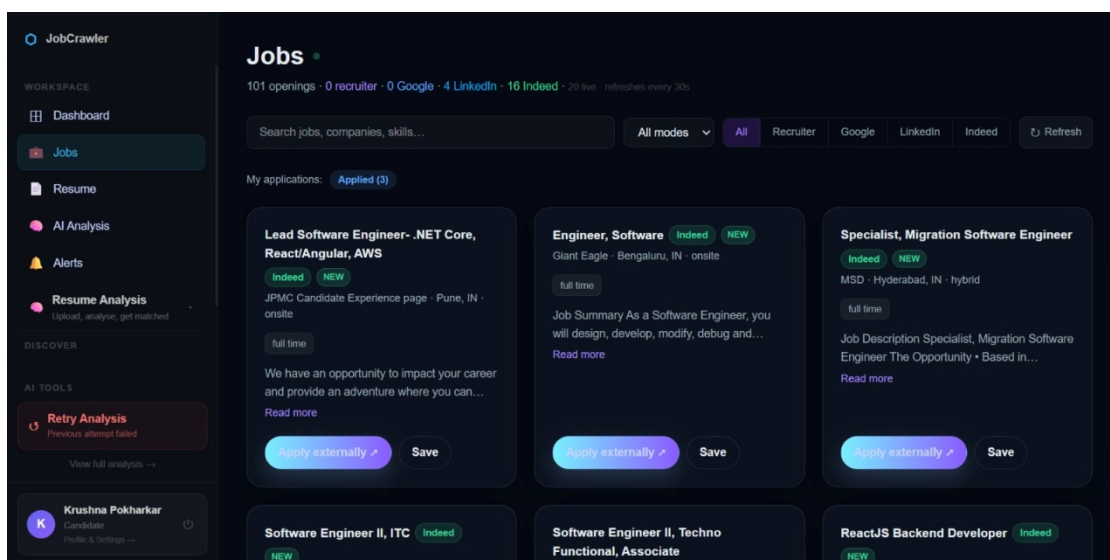 JobCrawler
WORKSPACE
Dashboard
Jobs
Resume
AI Analysis
Alerts
Resume Analysis
Upload, analyse, get matched
DISCOVER
AI TOOLS
Retry Analysis
Previous attempt failed
View full analysis →
K
Krushna Pokharkar
Candidate
Profile & Settings →
Jobs
101 openings · 0 recruiter · 0 Google · 4 LinkedIn · 16 Indeed · 20 live · refreshes every 30s
Search jobs, companies, skills…
All modes
All
Recruiter
Google
LinkedIn
Indeed
↻ Refresh
My applications: Applied (3)
Lead Software Engineer- .NET Core,
React/Angular, AWS
Indeed NEW
JPMC Candidate Experience page · Pune, IN ·
onsite
full time
We have an opportunity to impact your career
and provide an adventure where you can…
Read more
Apply externally ↗ Save
Engineer, Software Indeed NEW
Giant Eagle · Bengaluru, IN · onsite
full time
Job Summary As a Software Engineer, you
will design, develop, modify, debug and…
Read more
Apply externally ↗ Save
Specialist, Migration Software Engineer
Indeed NEW
MSD · Hyderabad, IN · hybrid
full time
Job Description Specialist, Migration Software
Engineer The Opportunity • Based in…
Read more
Apply externally ↗ Save
Software Engineer II, ITC Indeed
NEW
Software Engineer II, Techno
Functional, Associate
ReactJS Backend Developer Indeed
NEW